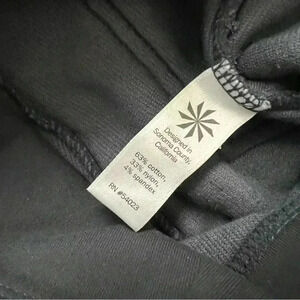 Designed in
Sonoma County,
California
63% cotton,
33% nylon,
4% spandex
RN #54023